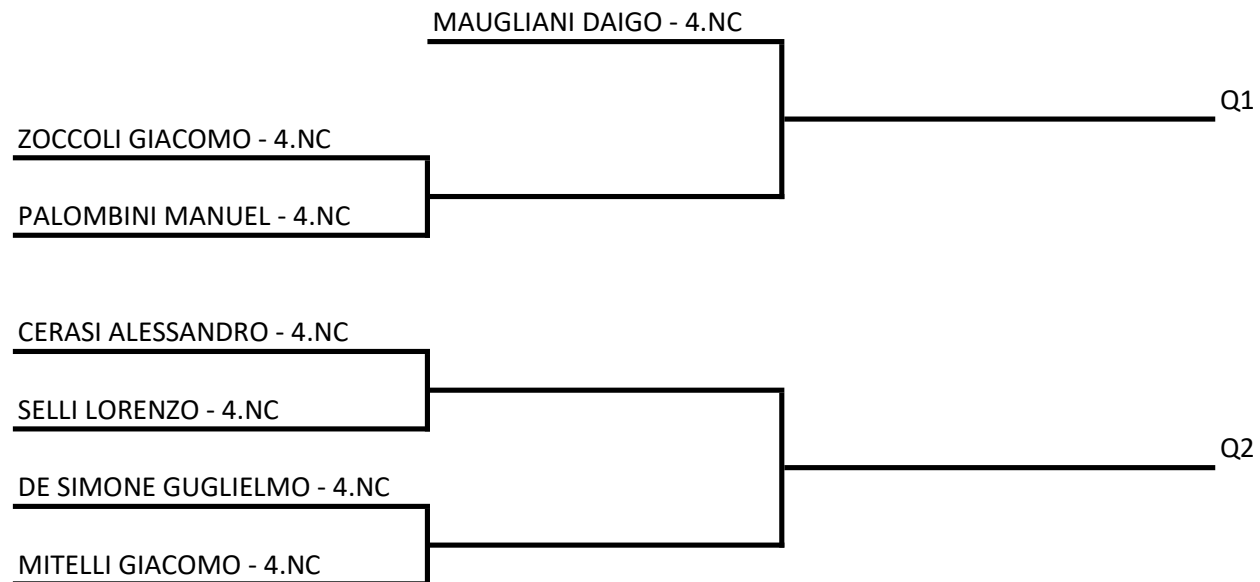 MAUGLIANI DAIGO - 4.NC
Q1
ZOCCOLI GIACOMO - 4.NC
PALOMBINI MANUEL - 4.NC
CERASI ALESSANDRO - 4.NC
SELLI LORENZO - 4.NC
Q2
DE SIMONE GUGLIELMO - 4.NC
MITELLI GIACOMO - 4.NC